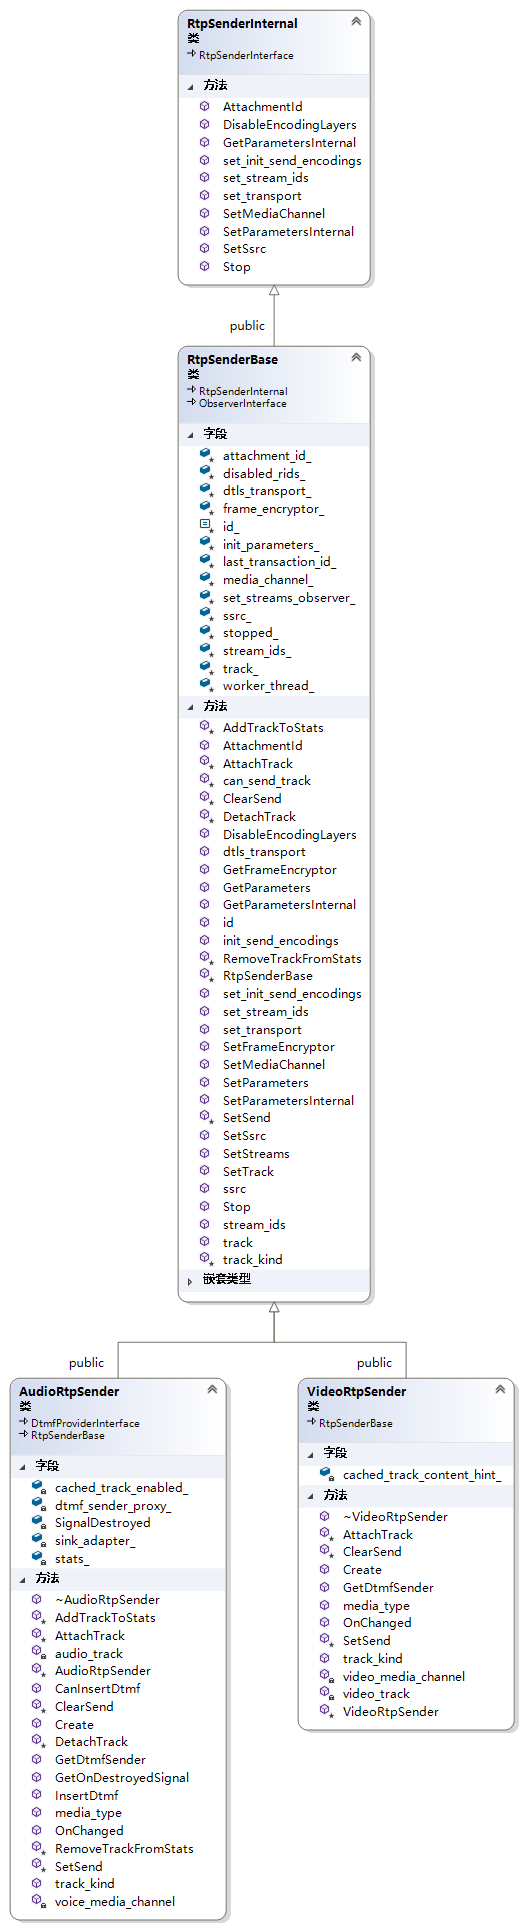 RtpSenderInternal
类
RtpSenderInterface
方法
AttachmentId
DisableEncodingLayers
GetParametersInternal
set_init_send_encodings
set_stream_ids
set_transport
SetMediaChannel
SetParametersInternal
SetSsrc
Stop
public
RtpSenderBase
类
RtpSenderInternal
ObserverInterface
字段
attachment_id_
disabled_rids_
dtls_transport_
frame_encryptor_
id_
init_parameters_
last_transaction_id_
media_channel_
set_streams_observer_
ssrc_
stopped_
stream_ids_
track_
worker_thread_
方法
AddTrackToStats
AttachmentId
AttachTrack
can_send_track
ClearSend
DetachTrack
DisableEncodingLayers
dtls_transport
GetFrameEncryptor
GetParameters
GetParametersInternal
id
init_send_encodings
RemoveTrackFromStats
RtpSenderBase
set_init_send_encodings
set_stream_ids
set_transport
SetFrameEncryptor
SetMediaChannel
SetParameters
SetParametersInternal
SetSend
SetSsrc
SetStreams
SetTrack
ssrc
Stop
stream_ids
track
track_kind
嵌套类型
public
AudioRtpSender
类
DtmfProviderInterface
RtpSenderBase
字段
cached_track_enabled_
dtmf_sender_proxy_
SignalDestroyed
sink_adapter_
stats_
方法
~AudioRtpSender
AddTrackToStats
AttachTrack
audio_track
AudioRtpSender
CanInsertDtmf
ClearSend
Create
DetachTrack
GetDtmfSender
GetOnDestroyedSignal
InsertDtmf
media_type
OnChanged
RemoveTrackFromStats
SetSend
track_kind
voice_media_channel
public
VideoRtpSender
类
RtpSenderBase
字段
cached_track_content_hint_
方法
~VideoRtpSender
AttachTrack
ClearSend
Create
GetDtmfSender
media_type
OnChanged
SetSend
track_kind
video_media_channel
video_track
VideoRtpSender